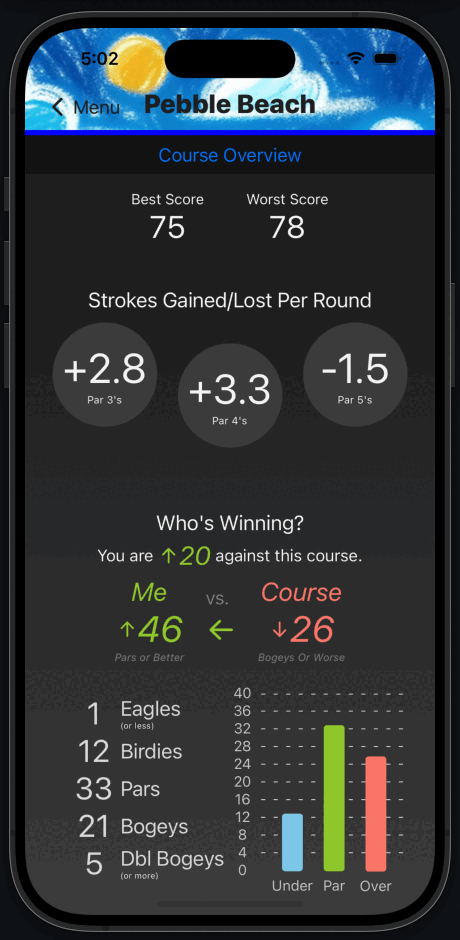 5:02
Menu
Pebble Beach
Course Overview
Best Score Worst Score
75 78
Strokes Gained/Lost Per Round
+2.8 +3.3 -1.5
Par 3's Par 4's Par 5's
Who's Winning?
You are ↑20 against this course.
Me vs. Course
↑46 ← ↓26
Pars or Better Bogeys Or Worse
1 Eagles
(or less)
12 Birdies
33 Pars
21 Bogeys
5 Dbl Bogeys
(or more)
40
36
32
28
24
20
16
12
8
4
0
Under Par Over